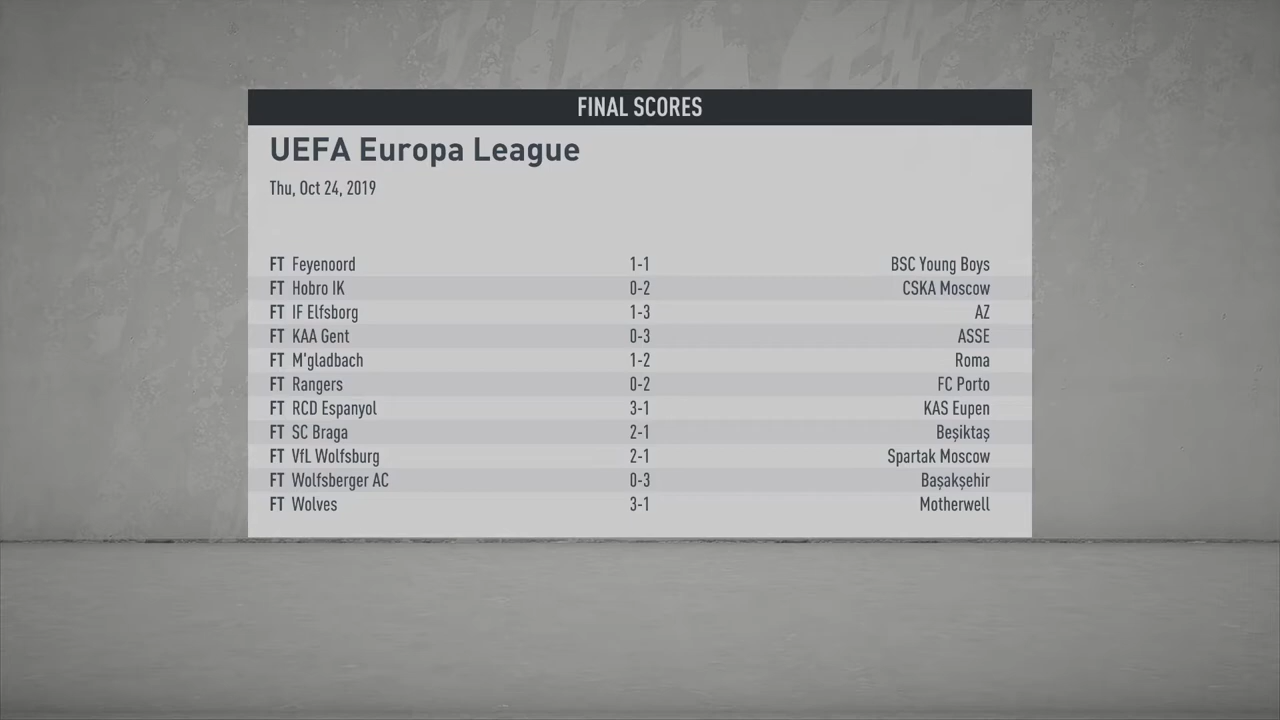 FINAL SCORES
UEFA Europa League
Thu, Oct 24, 2019
FT Feyenoord 1-1 BSC Young Boys
FT Hobro IK 0-2 CSKA Moscow
FT IF Elfsborg 1-3 AZ
FT KAA Gent 0-3 ASSE
FT M'gladbach 1-2 Roma
FT Rangers 0-2 FC Porto
FT RCD Espanyol 3-1 KAS Eupen
FT SC Braga 2-1 Beşiktaş
FT VfL Wolfsburg 2-1 Spartak Moscow
FT Wolfsberger AC 0-3 Başakşehir
FT Wolves 3-1 Motherwell